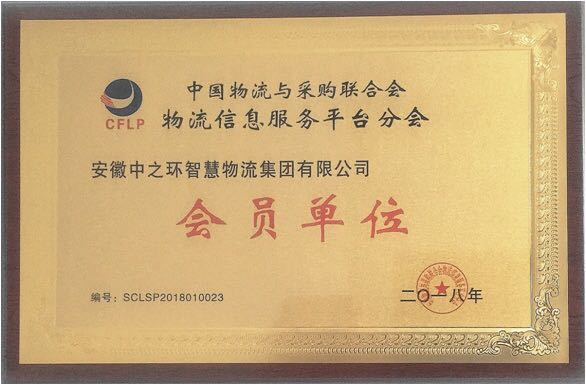 中国物流与采购联合会
CFLP
物流信息服务平台分会
安徽中之环智慧物流集团有限公司
会员单位
编号：SCLSP2018010023
二〇一八年